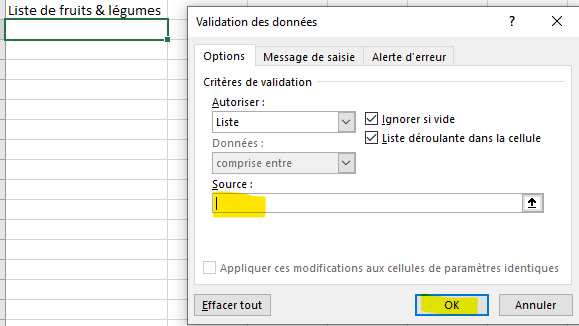 Liste de fruits & légumes
Validation des données ? ×
Options Message de saisie Alerte d'erreur
Critères de validation
Autoriser :
Liste
Ignorer si vide
Données :
Liste déroulante dans la cellule
comprise entre
Source :
Appliquer ces modifications aux cellules de paramètres identiques
Effacer tout OK Annuler